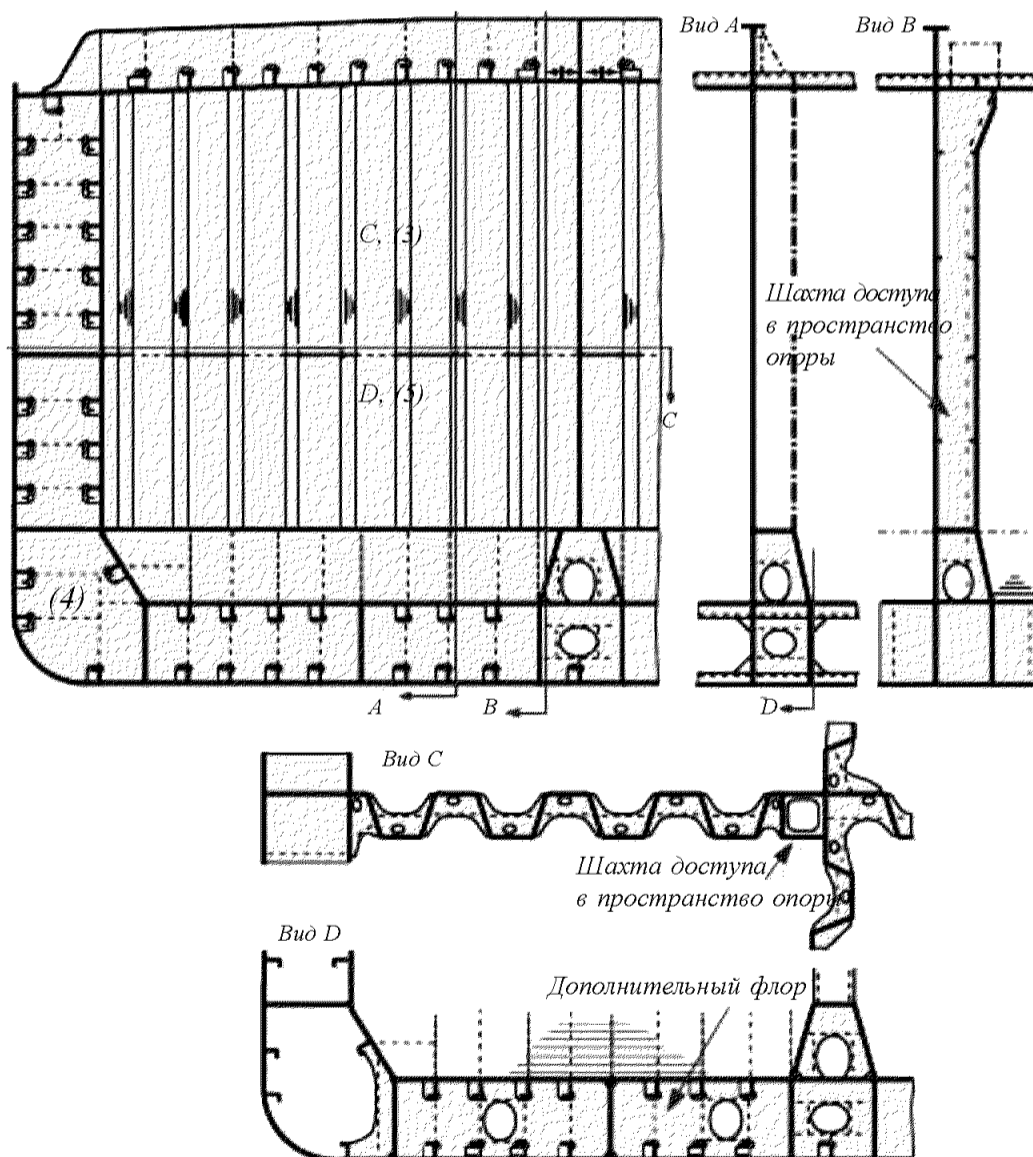 Вид A
Вид B
C, (3)
Шахта доступа
в пространство
опоры
D, (5)
C
(4)
A
B
D
Вид C
Шахта доступа
в пространство опоры
Вид D
Дополнительный флор